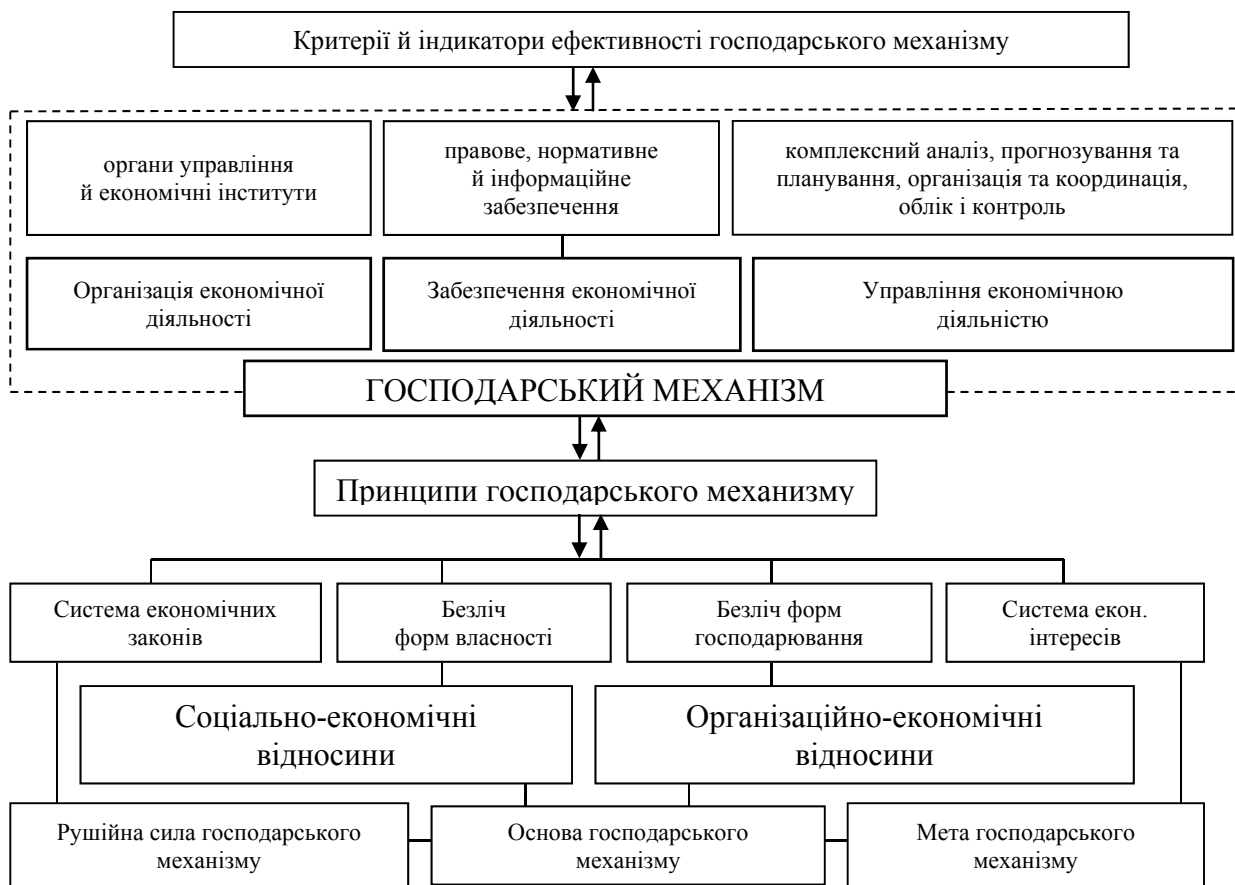 Критерії й індикатори ефективності господарського механізму
органи управління
й економічні інститути
правове, нормативне
й інформаційне
забезпечення
комплексний аналіз, прогнозування та
планування, організація та координація,
облік і контроль
Організація економічної
діяльності
Забезпечення економічної
діяльності
Управління економічною
діяльністю
ГОСПОДАРСЬКИЙ МЕХАНІЗМ
Принципи господарського механизму
Система економічних
законів
Безліч
форм власності
Безліч форм
господарювання
Система екон.
інтересів
Соціально-економічні
відносини
Організаційно-економічні
відносини
Рушійна сила господарського
механізму
Основа господарського
механізму
Мета господарського
механізму